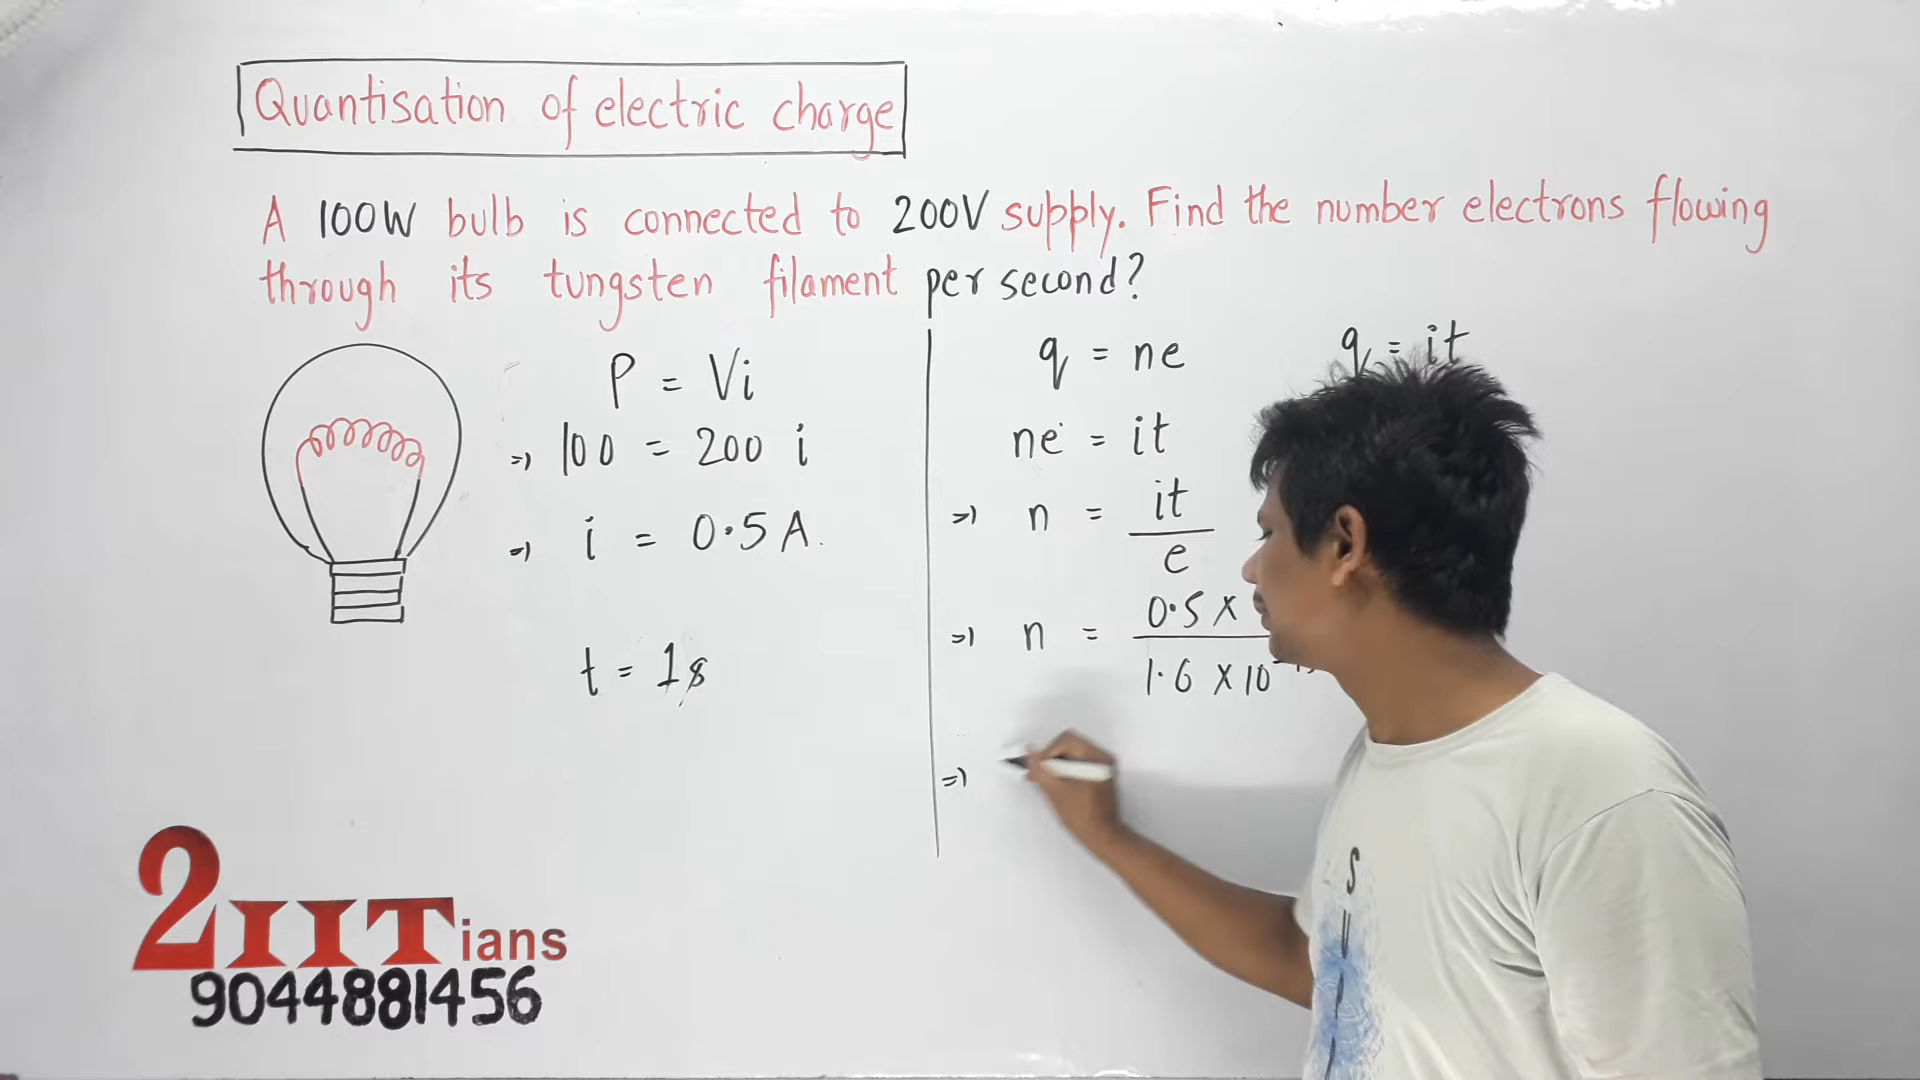 Quantisation of electric charge
A 100W bulb is connected to 200V supply. Find the number electrons flowing
through its tungsten filament per second?
P = Vi
=) 100 = 200 i
=) i = 0.5 A.
t = 1s
q = ne q = it
ne = it
=) n = it
e
=) n = 0.5 X
1.6 X 10
=)
2IITians
9044881456
S